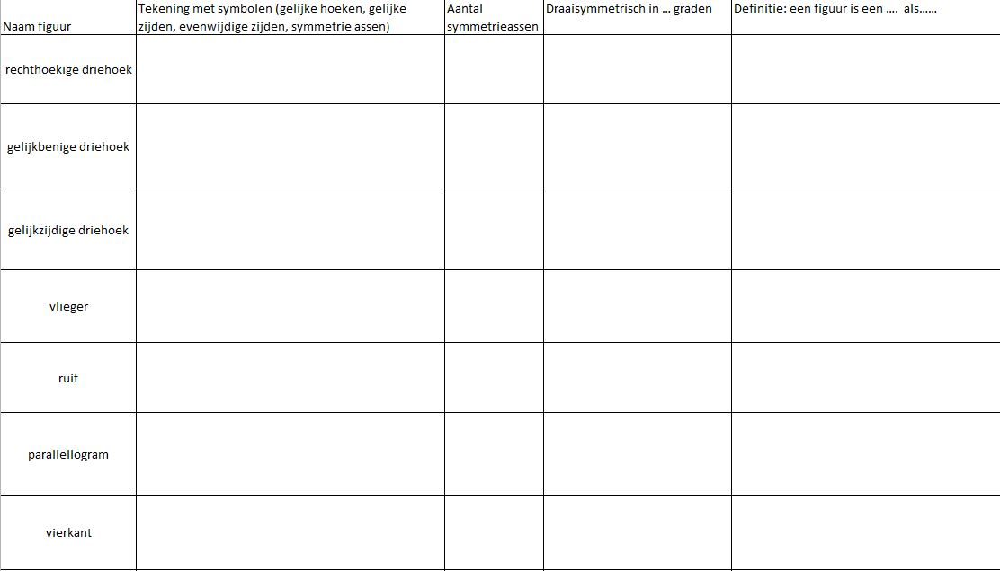 Naam figuur
Tekening met symbolen (gelijke hoeken, gelijke
zijden, evenwijdige zijden, symmetrie assen)
Aantal
symmetrieassen
Draaisymmetrisch in ... graden
Definitie: een figuur is een .... als......
rechthoekige driehoek
gelijkbenige driehoek
gelijkzijdige driehoek
vlieger
ruit
parallellogram
vierkant